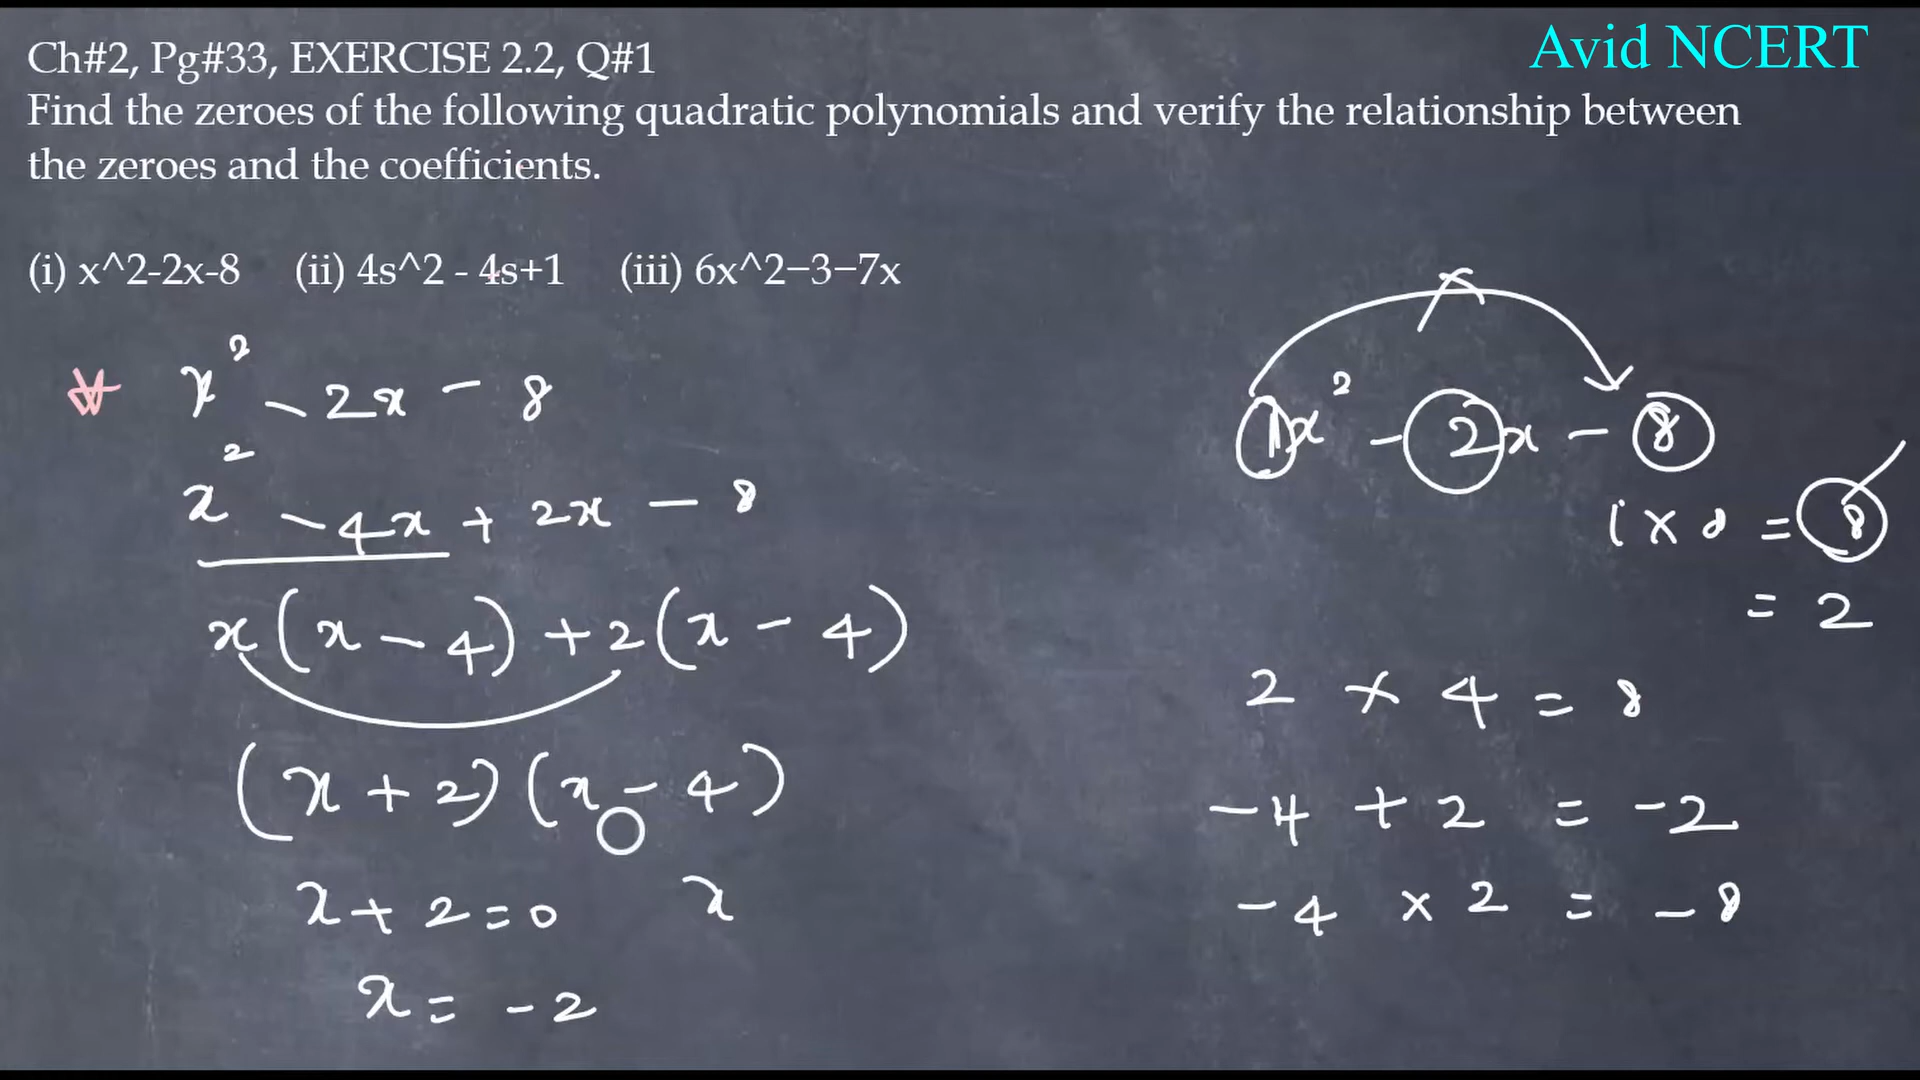 Avid NCERT
Ch#2, Pg#33, EXERCISE 2.2, Q#1
Find the zeroes of the following quadratic polynomials and verify the relationship between
the zeroes and the coefficients.
(i) x^2-2x-8 (ii) 4s^2 - 4s+1 (iii) 6x^2−3−7x
x² - 2x - 8
x² - 4x + 2x - 8
x(x - 4) + 2(x - 4)
(x + 2)(x - 4)
x + 2 = 0 x
x = - 2
×
1x² - 2x - 8
1 × 8 = 8
= 2
2 × 4 = 8
-4 + 2 = -2
-4 × 2 = -8